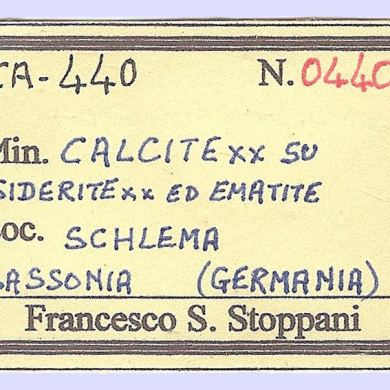 CA-440 N. 0440
Min. CALCITE xx SU
SIDERITE xx ED EMATITE
Loc. SCHLEMA
SASSONIA (GERMANIA)
Francesco S. Stoppani